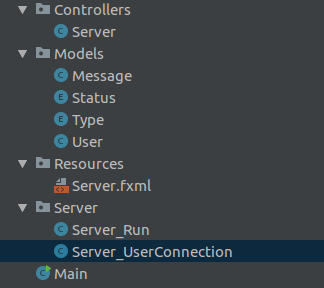 Controllers
Server
Models
Message
Status
Type
User
Resources
Server.fxml
Server
Server_Run
Server_UserConnection
Main